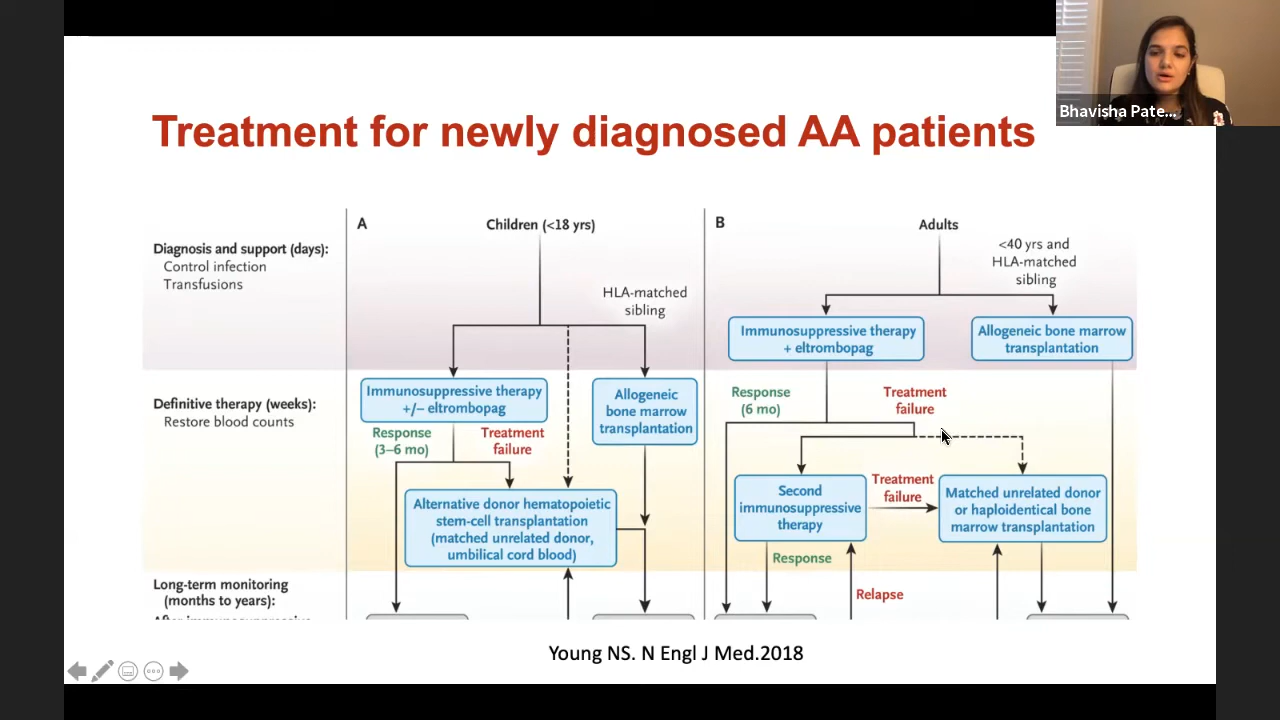 Bhavisha Pate...
Treatment for newly diagnosed AA patients
Diagnosis and support (days):
Control infection
Transfusions
Definitive therapy (weeks):
Restore blood counts
Long-term monitoring
(months to years):
A
Children (<18 yrs)
HLA-matched
sibling
Immunosuppressive therapy
+/– eltrombopag
Allogeneic
bone marrow
transplantation
Response
(3–6 mo)
Treatment
failure
Alternative donor hematopoietic
stem-cell transplantation
(matched unrelated donor,
umbilical cord blood)
B
Adults
<40 yrs and
HLA-matched
sibling
Immunosuppressive therapy
+ eltrombopag
Allogeneic bone marrow
transplantation
Response
(6 mo)
Treatment
failure
Second
immunosuppressive
therapy
Treatment
failure
Matched unrelated donor
or haploidentical bone
marrow transplantation
Response
Relapse
Young NS. N Engl J Med.2018